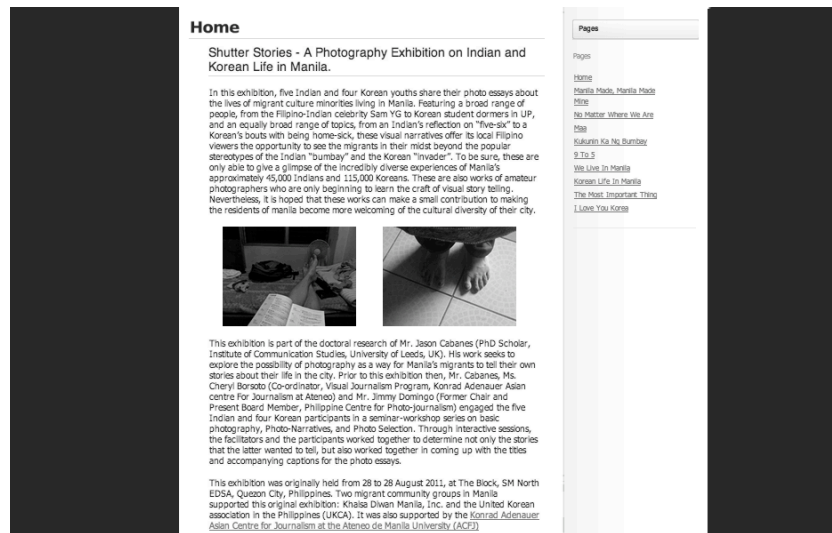 Home
Shutter Stories - A Photography Exhibition on Indian and
Korean Life in Manila.
In this exhibition, five Indian and four Korean youths share their photo essays about
the lives of migrant culture minorities living in Manila. Featuring a broad range of
people, from the Filipino-Indian celebrity Sam YG to Korean student dormers in UP,
and an equally broad range of topics, from an Indian's reflection on "five-six" to a
Korean's bouts with being home-sick, these visual narratives offer its local Filipino
viewers the opportunity to see the migrants in their midst beyond the popular
stereotypes of the Indian "bumbay" and the Korean "invader". To be sure, these are
only able to give a glimpse of the incredibly diverse experiences of Manila's
approximately 45,000 Indians and 115,000 Koreans. These are also works of amateur
photographers who are only beginning to learn the craft of visual story telling.
Nevertheless, it is hoped that these works can make a small contribution to making
the residents of manila become more welcoming of the cultural diversity of their city.
This exhibition is part of the doctoral research of Mr. Jason Cabanes (PhD Scholar,
Institute of Communication Studies, University of Leeds, UK). His work seeks to
explore the possibility of photography as a way for Manila's migrants to tell their own
stories about their life in the city. Prior to this exhibition then, Mr. Cabanes, Ms.
Cheryl Borsoto (Co-ordinator, Visual Journalism Program, Konrad Adenauer Asian
centre For Journalism at Ateneo) and Mr. Jimmy Domingo (Former Chair and
Present Board Member, Philippine Centre for Photo-journalism) engaged the five
Indian and four Korean participants in a seminar-workshop series on basic
photography, Photo-Narratives, and Photo Selection. Through interactive sessions,
the facilitators and the participants worked together to determine not only the stories
that the latter wanted to tell, but also worked together in coming up with the titles
and accompanying captions for the photo essays.
This exhibition was originally held from 28 to 28 August 2011, at The Block, SM North
EDSA, Quezon City, Philippines. Two migrant community groups in Manila
supported this original exhibition: Khalsa Diwan Manila, Inc. and the United Korean
association in the Philippines (UKCA). It was also supported by the Konrad Adenauer
Asian Centre for Journalism at the Ateneo de Manila University (ACFJ)
Pages
Pages
Home
Manila Made, Manila Made
Mine
No Matter Where We Are
Maa
Kukunin Ka Ng Bumbay
9 To 5
We Live In Manila
Korean Life In Manila
The Most Important Thing
I Love You Korea